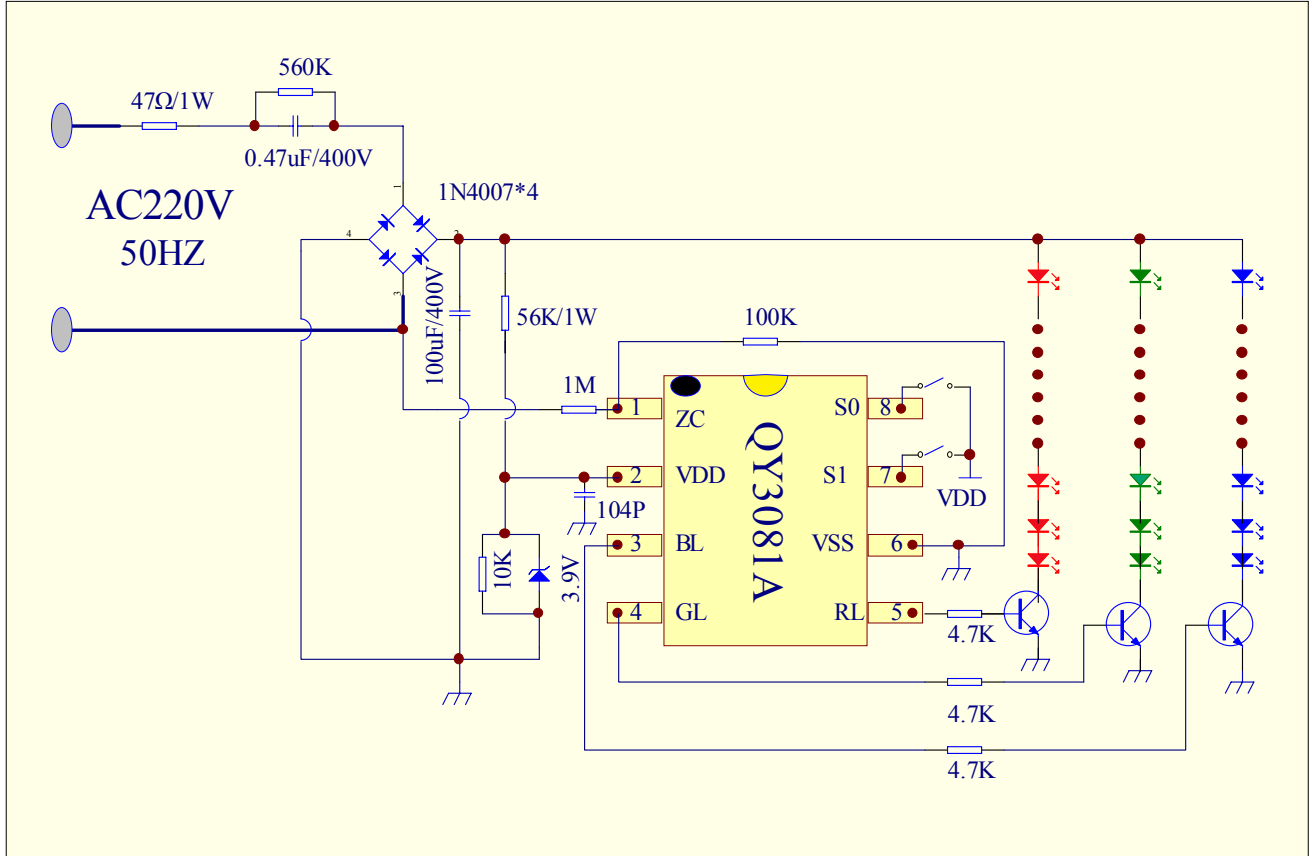 560K
47Ω/1W
0.47uF/400V
AC220V
50HZ
1
1N4007*4
4
2
3
100uF/400V
56K/1W
100K
1M
1
ZC
S0
8
2
VDD
S1
7
VDD
104P
QY3081A
3
BL
VSS
6
10K
3.9V
4
GL
RL
5
4.7K
4.7K
4.7K